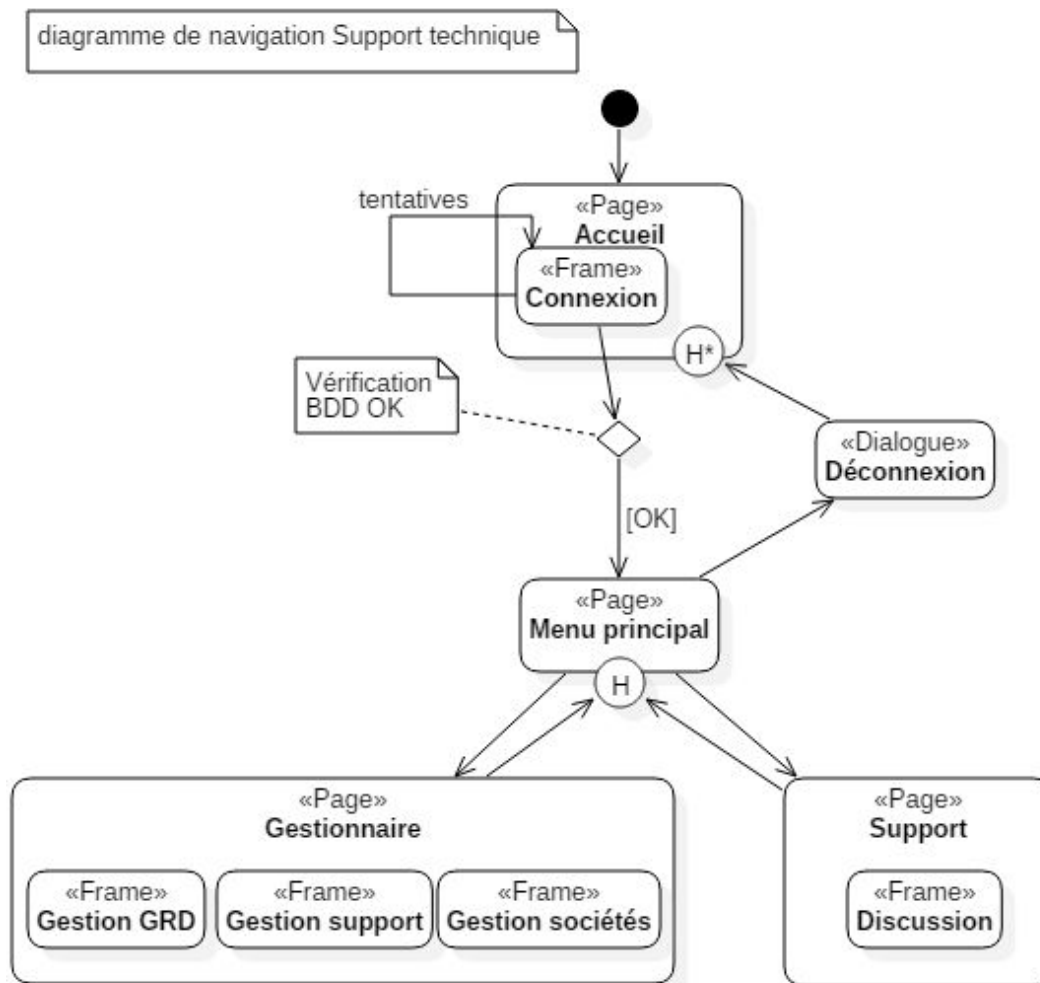 diagramme de navigation Support technique
«Page»
Accueil
tentatives
«Frame»
Connexion
H*
Vérification
BDD OK
«Dialogue»
Déconnexion
[OK]
«Page»
Menu principal
H
«Page»
Gestionnaire
«Frame»
Gestion GRD
«Frame»
Gestion support
«Frame»
Gestion sociétés
«Page»
Support
«Frame»
Discussion